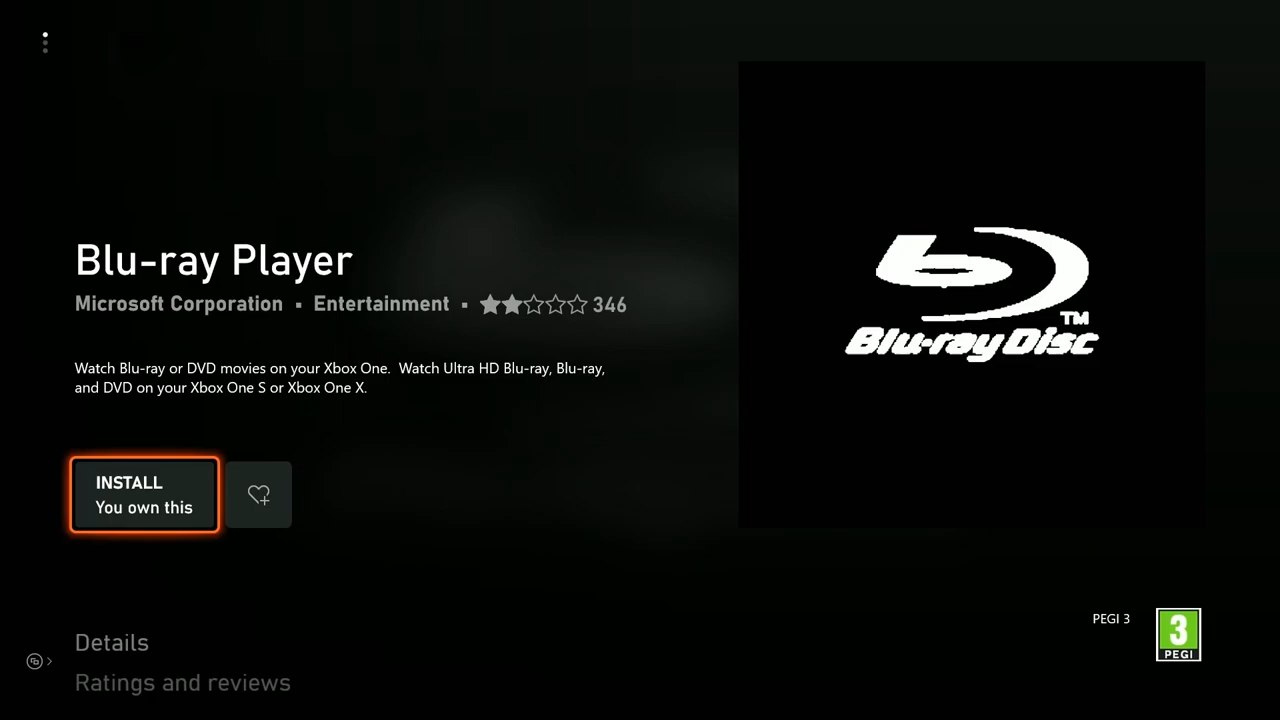 Blu-ray Player
Microsoft Corporation ▪ Entertainment ▪ 346
Watch Blu-ray or DVD movies on your Xbox One.  Watch Ultra HD Blu-ray, Blu-ray,
and DVD on your Xbox One S or Xbox One X.
INSTALL
You own this
Blu-ray Disc
TM
PEGI 3
3
PEGI
Details
Ratings and reviews